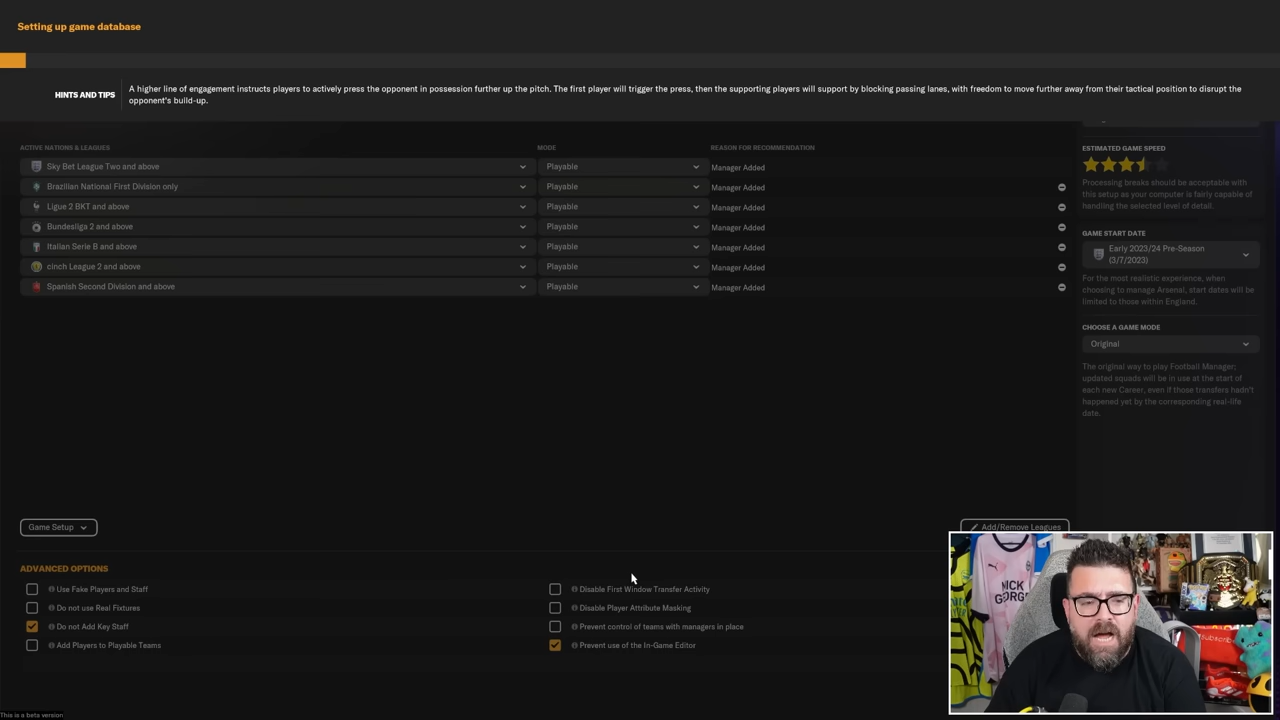 Setting up game database
HINTS AND TIPS
A higher line of engagement instructs players to actively press the opponent in possession further up the pitch. The first player will trigger the press, then the supporting players will support by blocking passing lanes, with freedom to move further away from their tactical position to disrupt the
opponent's build-up.
ACTIVE NATIONS & LEAGUES MODE REASON FOR RECOMMENDATION
Sky Bet League Two and above Playable Manager Added
Brazilian National First Division only Playable Manager Added
Ligue 2 BKT and above Playable Manager Added
Bundesliga 2 and above Playable Manager Added
Italian Serie B and above Playable Manager Added
cinch League 2 and above Playable Manager Added
Spanish Second Division and above Playable Manager Added
ESTIMATED GAME SPEED
Processing breaks should be acceptable with
this setup as your computer is fairly capable of
handling the selected level of detail.
GAME START DATE
Early 2023/24 Pre-Season
(3/7/2023)
For the most realistic experience, when
choosing to manage Arsenal, start dates will be
limited to those within England.
CHOOSE A GAME MODE
Original
The original way to play Football Manager;
updated squads will be in use at the start of
each new Career, even if those transfers hadn't
happened yet by the corresponding real-life
date.
Game Setup
Add/Remove Leagues
ADVANCED OPTIONS
Use Fake Players and Staff
Do not use Real Fixtures
Do not Add Key Staff
Add Players to Playable Teams
Disable First Window Transfer Activity
Disable Player Attribute Masking
Prevent control of teams with managers in place
Prevent use of the In-Game Editor
This is a beta version
NICK